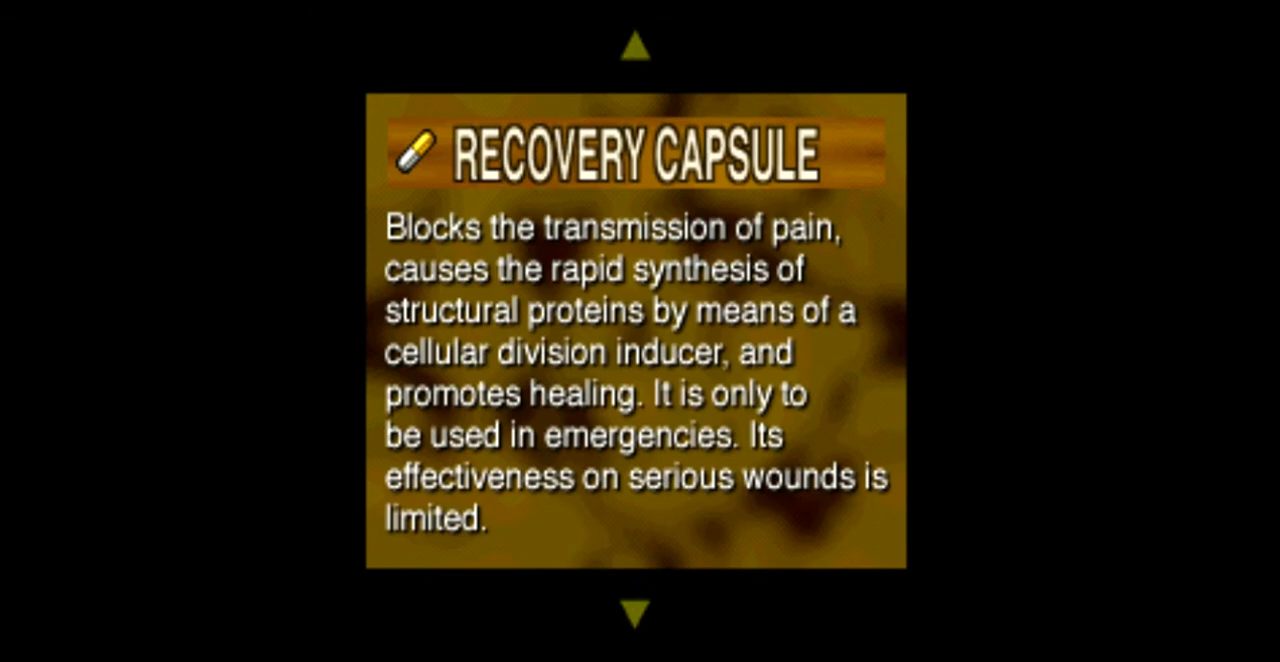 RECOVERY CAPSULE
Blocks the transmission of pain,
causes the rapid synthesis of
structural proteins by means of a
cellular division inducer, and
promotes healing. It is only to
be used in emergencies. Its
effectiveness on serious wounds is
limited.